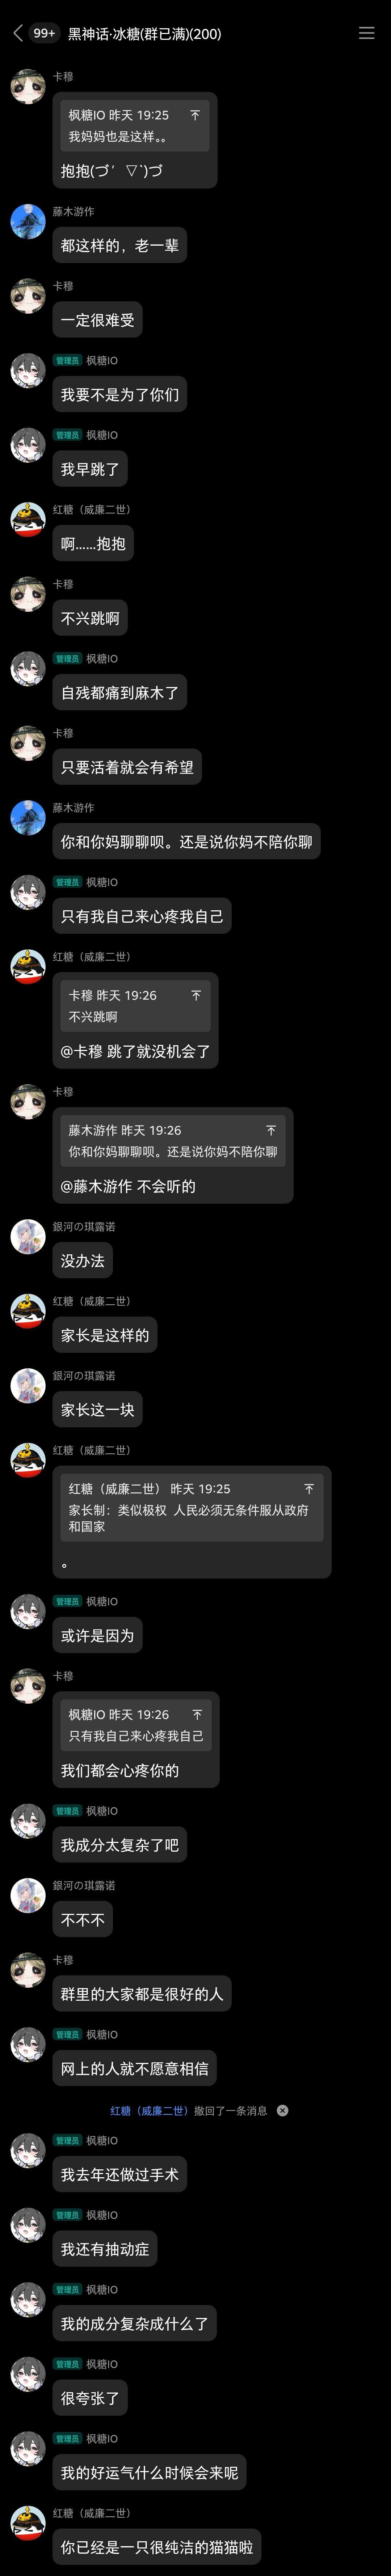 99+ 黑神话·冰糖(群已满)(200)
卡穆
枫糖IO 昨天 19:25
我妈妈也是这样。。
抱抱(づ′▽`)づ
藤木游作
都这样的，老一辈
卡穆
一定很难受
管理员 枫糖IO
我要不是为了你们
管理员 枫糖IO
我早跳了
红糖（威廉二世）
啊……抱抱
卡穆
不兴跳啊
管理员 枫糖IO
自残都痛到麻木了
卡穆
只要活着就会有希望
藤木游作
你和你妈聊聊呗。还是说你妈不陪你聊
管理员 枫糖IO
只有我自己来心疼我自己
红糖（威廉二世）
卡穆 昨天 19:26
不兴跳啊
@卡穆 跳了就没机会了
卡穆
藤木游作 昨天 19:26
你和你妈聊聊呗。还是说你妈不陪你聊
@藤木游作 不会听的
銀河の琪露诺
没办法
红糖（威廉二世）
家长是这样的
銀河の琪露诺
家长这一块
红糖（威廉二世）
红糖（威廉二世） 昨天 19:25
家长制：类似极权 人民必须无条件服从政府
和国家
。
管理员 枫糖IO
或许是因为
卡穆
枫糖IO 昨天 19:26
只有我自己来心疼我自己
我们都会心疼你的
管理员 枫糖IO
我成分太复杂了吧
銀河の琪露诺
不不不
卡穆
群里的大家都是很好的人
管理员 枫糖IO
网上的人就不愿意相信
红糖（威廉二世）撤回了一条消息
管理员 枫糖IO
我去年还做过手术
管理员 枫糖IO
我还有抽动症
管理员 枫糖IO
我的成分复杂成什么了
管理员 枫糖IO
很夸张了
管理员 枫糖IO
我的好运气什么时候会来呢
红糖（威廉二世）
你已经是一只很纯洁的猫猫啦